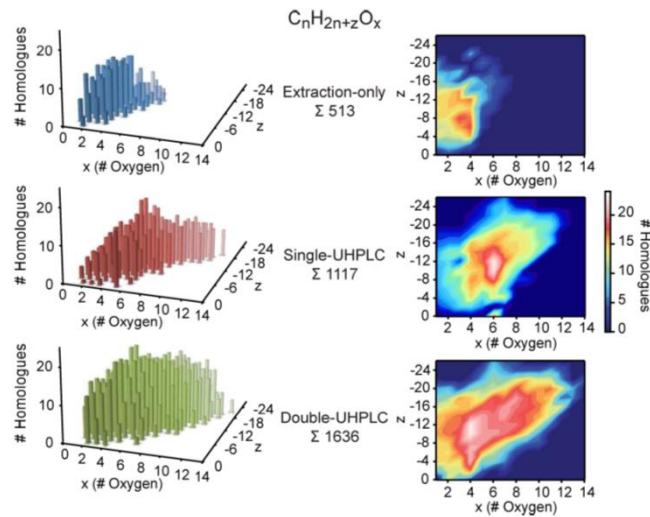 CnH2n+zOx
# Homologues
20
10
0
0 2 4 6 8 10 12 14
x (# Oxygen)
0 -6 -12 -18 -24
z
Extraction-only
Σ 513
z
-24
-20
-16
-12
-8
-4
0
2 4 6 8 10 12 14
x (# Oxygen)
# Homologues
20
10
0
0 2 4 6 8 10 12 14
x (# Oxygen)
0 -6 -12 -18 -24
z
Single-UHPLC
Σ 1117
z
-24
-20
-16
-12
-8
-4
0
2 4 6 8 10 12 14
x (# Oxygen)
20
15
10
5
0
# Homologues
# Homologues
20
10
0
0 2 4 6 8 10 12 14
x (# Oxygen)
0 -6 -12 -18 -24
z
Double-UHPLC
Σ 1636
z
-24
-20
-16
-12
-8
-4
0
2 4 6 8 10 12 14
x (# Oxygen)